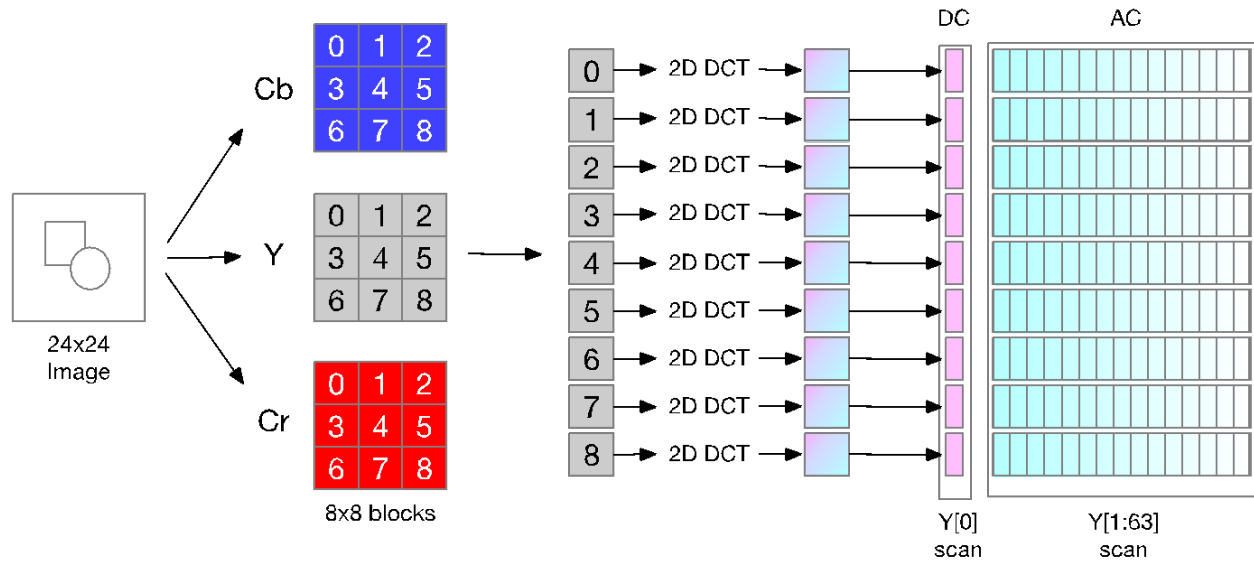 DC AC
Cb
0 1 2
3 4 5
6 7 8
24x24
Image
Y
0 1 2
3 4 5
6 7 8
Cr
0 1 2
3 4 5
6 7 8
8x8 blocks
0 2D DCT
1 2D DCT
2 2D DCT
3 2D DCT
4 2D DCT
5 2D DCT
6 2D DCT
7 2D DCT
8 2D DCT
Y[0]
scan
Y[1:63]
scan